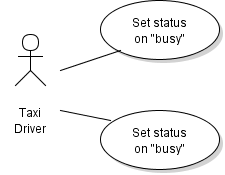 Set status
on "busy"
Taxi
Driver
Set status
on "busy"